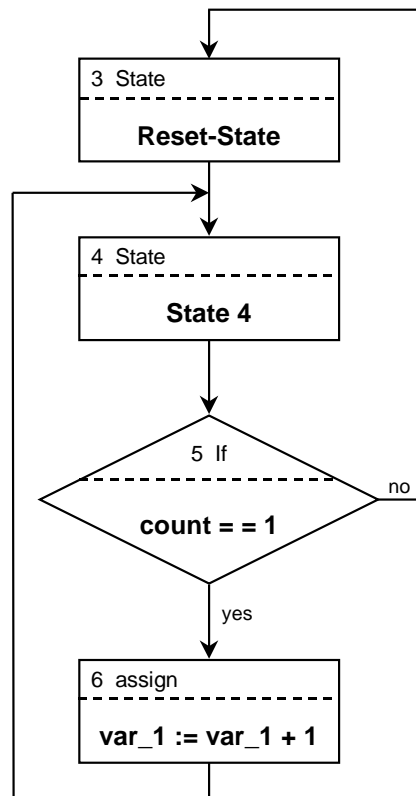 3 State
Reset-State
4 State
State 4
5 If
no
count = = 1
yes
6 assign
var_1 := var_1 + 1